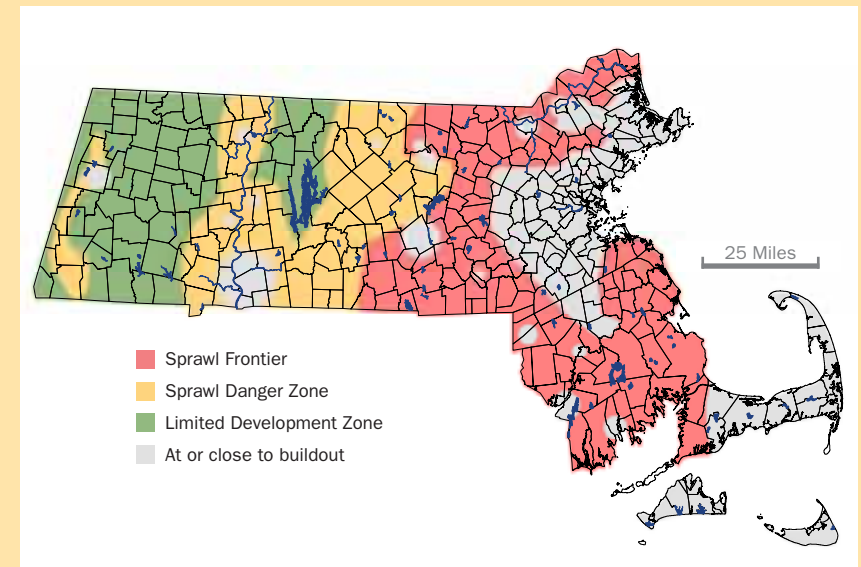 25 Miles
Sprawl Frontier
Sprawl Danger Zone
Limited Development Zone
At or close to buildout